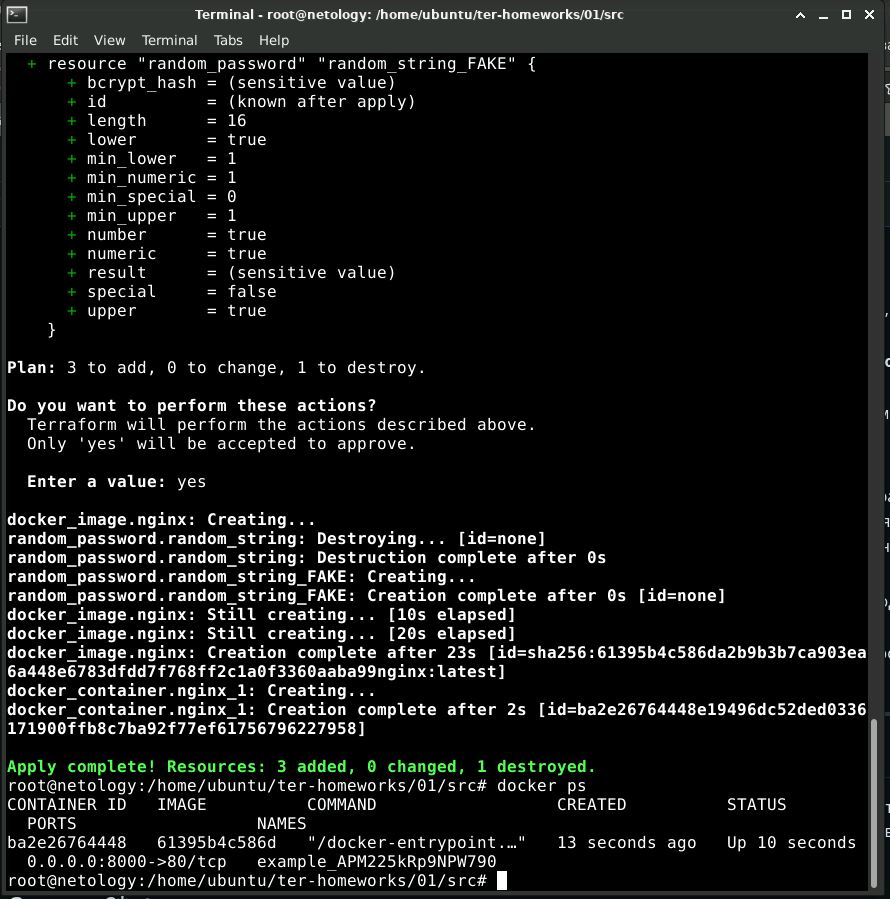 Terminal - root@netology: /home/ubuntu/ter-homeworks/01/src
File Edit View Terminal Tabs Help
+ resource "random_password" "random_string_FAKE" {
+ bcrypt_hash = (sensitive value)
+ id = (known after apply)
+ length = 16
+ lower = true
+ min_lower = 1
+ min_numeric = 1
+ min_special = 0
+ min_upper = 1
+ number = true
+ numeric = true
+ result = (sensitive value)
+ special = false
+ upper = true
}
Plan: 3 to add, 0 to change, 1 to destroy.
Do you want to perform these actions?
Terraform will perform the actions described above.
Only 'yes' will be accepted to approve.
Enter a value: yes
docker_image.nginx: Creating...
random_password.random_string: Destroying... [id=none]
random_password.random_string: Destruction complete after 0s
random_password.random_string_FAKE: Creating...
random_password.random_string_FAKE: Creation complete after 0s [id=none]
docker_image.nginx: Still creating... [10s elapsed]
docker_image.nginx: Still creating... [20s elapsed]
docker_image.nginx: Creation complete after 23s [id=sha256:61395b4c586da2b9b3b7ca903ea
6a448e6783dfdd7f768ff2c1a0f3360aaba99nginx:latest]
docker_container.nginx_1: Creating...
docker_container.nginx_1: Creation complete after 2s [id=ba2e26764448e19496dc52ded0336
171900ffb8c7ba92f77ef61756796227958]
Apply complete! Resources: 3 added, 0 changed, 1 destroyed.
root@netology:/home/ubuntu/ter-homeworks/01/src# docker ps
CONTAINER ID IMAGE COMMAND CREATED STATUS
PORTS NAMES
ba2e26764448 61395b4c586d "/docker-entrypoint.…" 13 seconds ago Up 10 seconds
0.0.0.0:8000->80/tcp example_APM225kRp9NPW790
root@netology:/home/ubuntu/ter-homeworks/01/src#